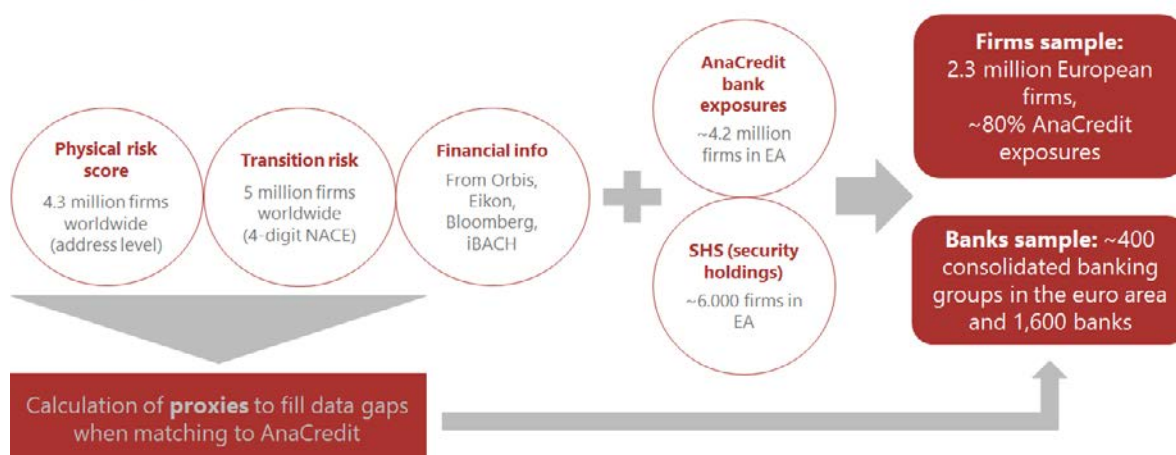 Physical risk
score
4.3 million firms
worldwide
(address level)
Transition risk
5 million firms
worldwide
(4-digit NACE)
Financial info
From Orbis,
Eikon,
Bloomberg,
iBACH
AnaCredit
bank
exposures
~4.2 million
firms in EA
SHS (security
holdings)
~6.000 firms in
EA
Firms sample:
2.3 million European
firms,
~80% AnaCredit
exposures
Banks sample: ~400
consolidated banking
groups in the euro area
and 1,600 banks
Calculation of proxies to fill data gaps
when matching to AnaCredit